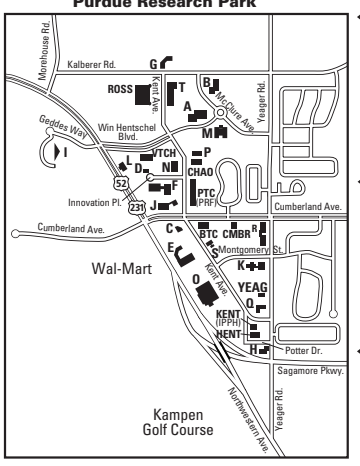 Purdue Research Park
Morehouse Rd.
Kalberer Rd.
G
ROSS
Kent Ave.
T
B
A
McClure Ave.
Yeager Rd.
Geddes Way
Win Hentschel
Blvd.
M
I
VTCH
L
D
N
P
CHAO
52
F
PTC
(PRF)
Innovation Pl.
231
J
Cumberland Ave.
Cumberland Ave.
C
BTC
CMBR
R
S
E
Montgomery St.
Wal-Mart
K
Kent Ave.
O
YEAG
Q
KENT
(IPPH)
HENT
H
Potter Dr.
Sagamore Pkwy.
Kampen
Golf Course
Northwestern Ave.
Yeager Rd.